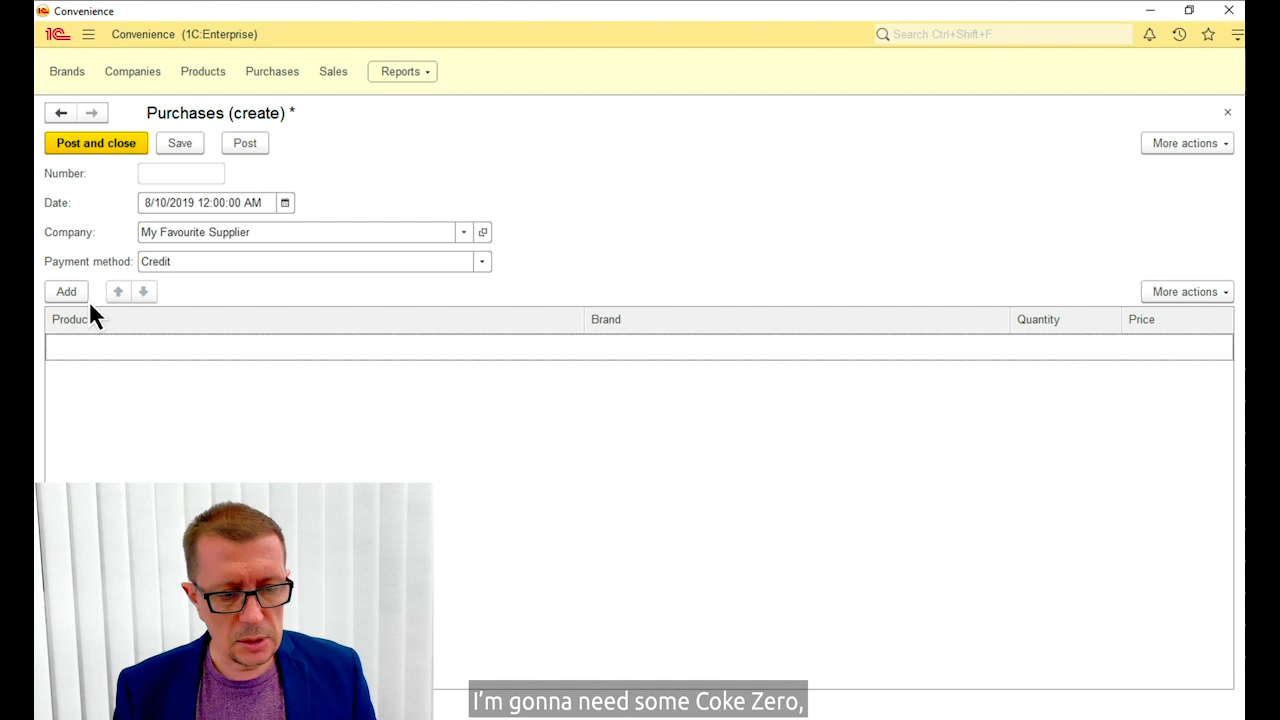 Convenience
1C Convenience (1C:Enterprise) Search Ctrl+Shift+F
Brands Companies Products Purchases Sales Reports
Purchases (create) *
Post and close Save Post More actions
Number:
Date: 8/10/2019 12:00:00 AM
Company: My Favourite Supplier
Payment method: Credit
Add More actions
Produc Brand Quantity Price
I'm gonna need some Coke Zero,